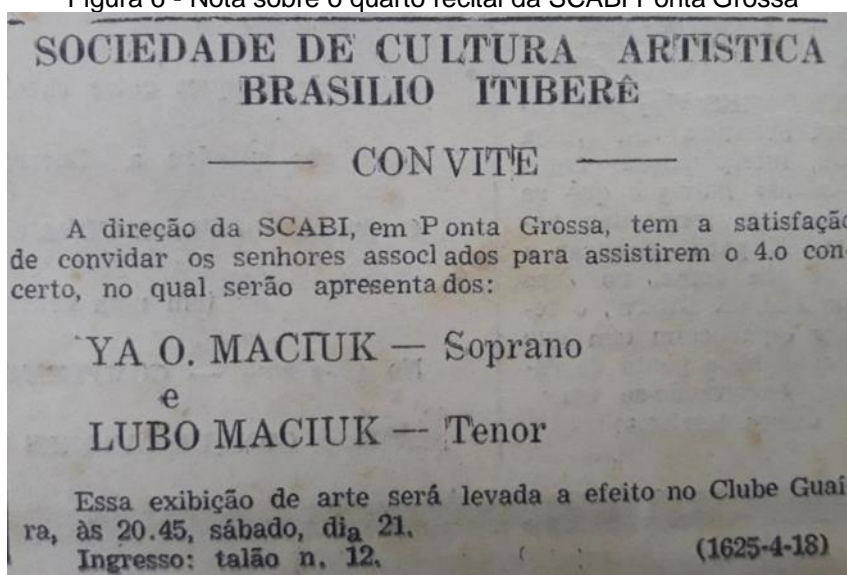 Figura 6 - Nota sobre o quarto recital da SCABI Ponta Grossa
SOCIEDADE DE CULTURA ARTISTICA
BRASILIO ITIBERÊ
—— CONVITE ——
A direção da SCABI, em Ponta Grossa, tem a satisfação
de convidar os senhores associados para assistirem o 4.o con-
certo, no qual serão apresentados:
YA O. MACIUK — Soprano
e
LUBO MACIUK — Tenor
Essa exibição de arte será levada a efeito no Clube Guaí
ra, às 20.45, sábado, dia 21.
Ingresso: talão n. 12.
(1625-4-18)